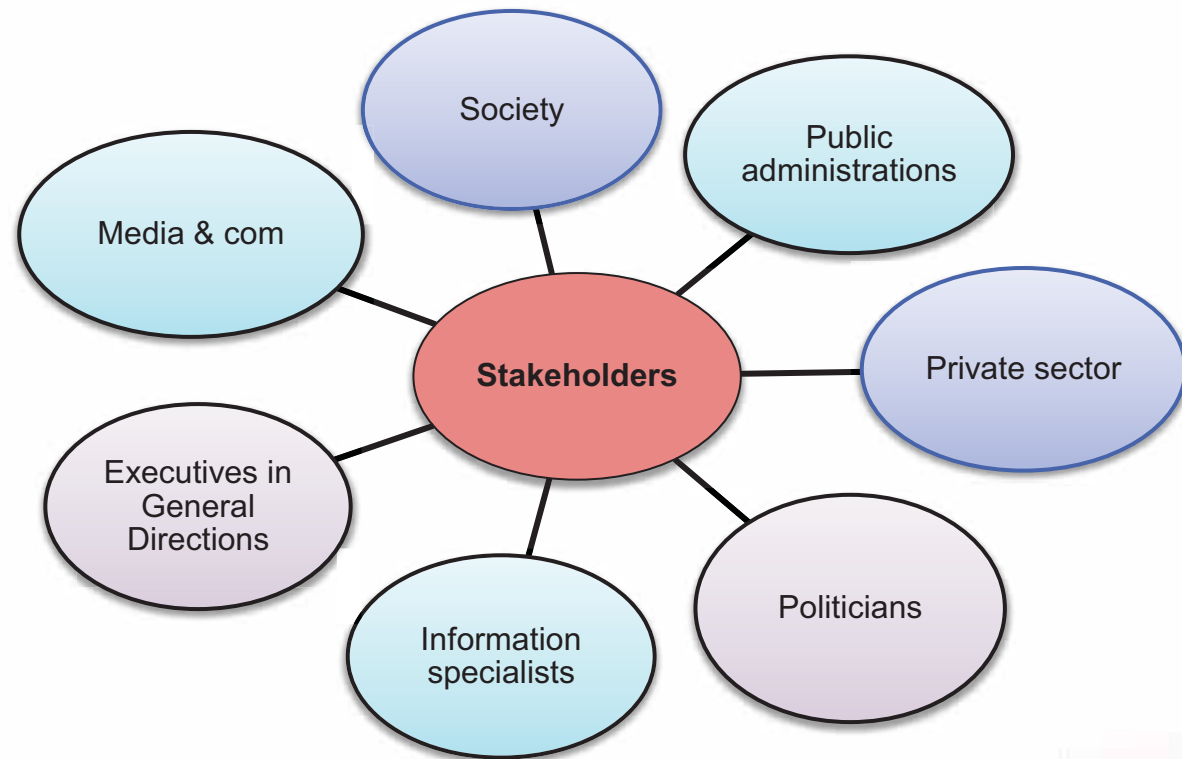 Society
Public
administrations
Media & com
Private sector
Stakeholders
Executives in
General
Directions
Politicians
Information
specialists